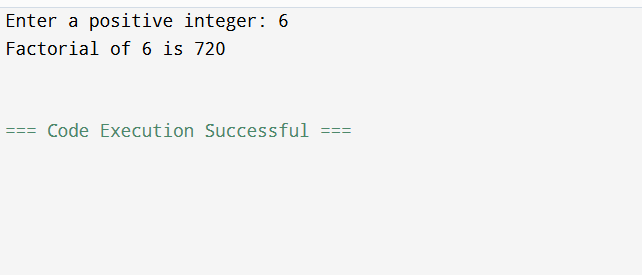 Enter a positive integer: 6
Factorial of 6 is 720
=== Code Execution Successful ===